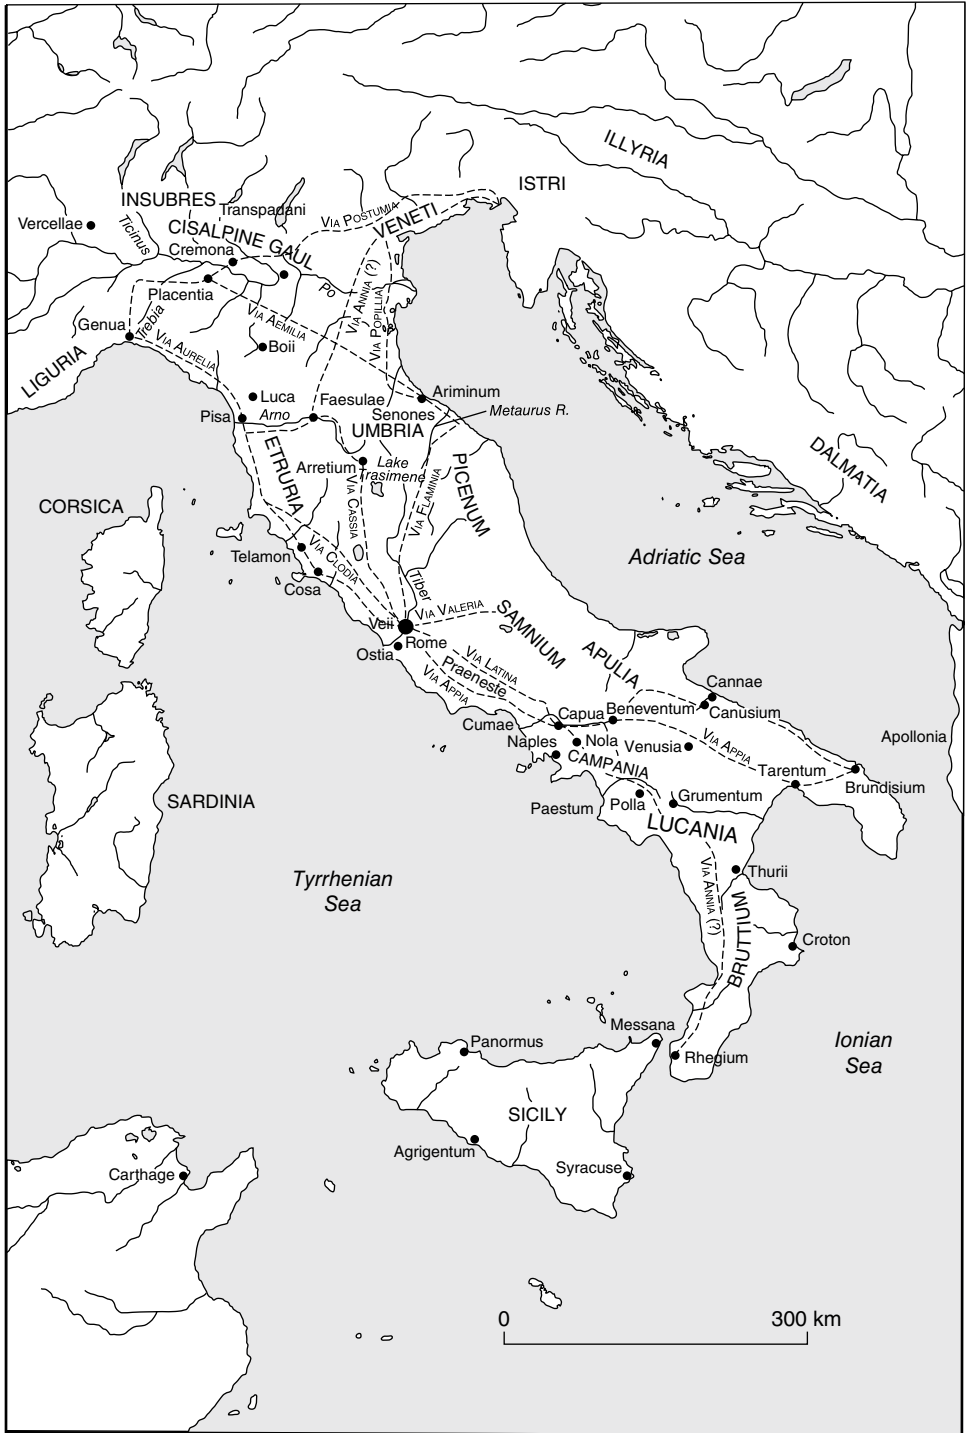 ILLYRIA
ISTRI
INSUBRES
Transpadani
VIA POSTUMIA
VENETI
Vercellae
Ticinus
CISALPINE GAUL
Cremona
Placentia
Po
VIA ANNIA (?)
VIA POPILLIA
Genua
Trebia
VIA AEMILIA
VIA AURELIA
Boii
LIGURIA
Luca
Faesulae
Ariminum
Pisa
Arno
Senones
Metaurus R.
UMBRIA
ETRURIA
Arretium
Lake
Trasimene
PICENUM
DALMATIA
CORSICA
VIA CASSIA
VIA FLAMINIA
Telamon
VIA CLODIA
Adriatic Sea
Cosa
Tiber
VIA VALERIA
SAMNIUM
Veii
Rome
Ostia
VIA LATINA
Praeneste
VIA APPIA
APULIA
Cannae
Canusium
Cumae
Capua
Beneventum
Apollonia
Naples
Nola
Venusia
VIA APPIA
CAMPANIA
Tarentum
Brundisium
SARDINIA
Paestum
Polla
Grumentum
LUCANIA
Tyrrhenian
Sea
VIA ANNIA (?)
Thurii
BRUTTIUM
Croton
Messana
Ionian
Sea
Panormus
Rhegium
SICILY
Agrigentum
Syracuse
Carthage
0
300 km